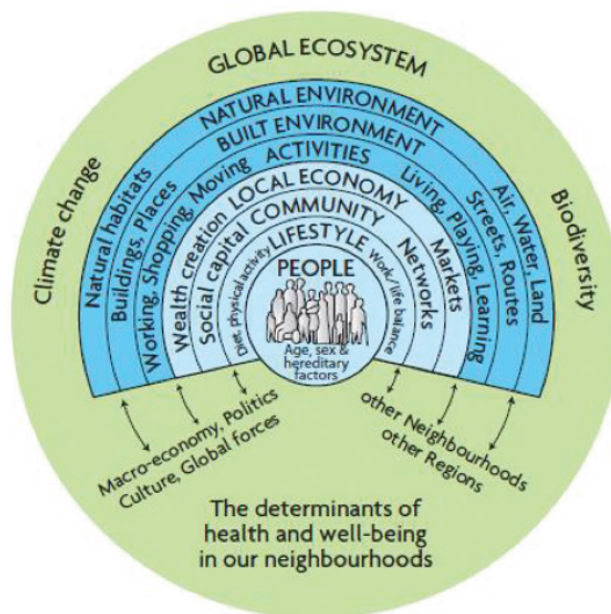 GLOBAL ECOSYSTEM
Climate change
Biodiversity
NATURAL ENVIRONMENT
Natural habitats
Air, Water, Land
BUILT ENVIRONMENT
Buildings, Places
Streets, Routes
ACTIVITIES
Working, Shopping, Moving
Living, Playing, Learning
LOCAL ECONOMY
Wealth creation
Markets
COMMUNITY
Social capital
Networks
LIFESTYLE
Diet, physical activity
Work/life balance
PEOPLE
Age, sex &
hereditary
factors
Macro-economy, Politics
Culture, Global forces
other Neighbourhoods
other Regions
The determinants of
health and well-being
in our neighbourhoods